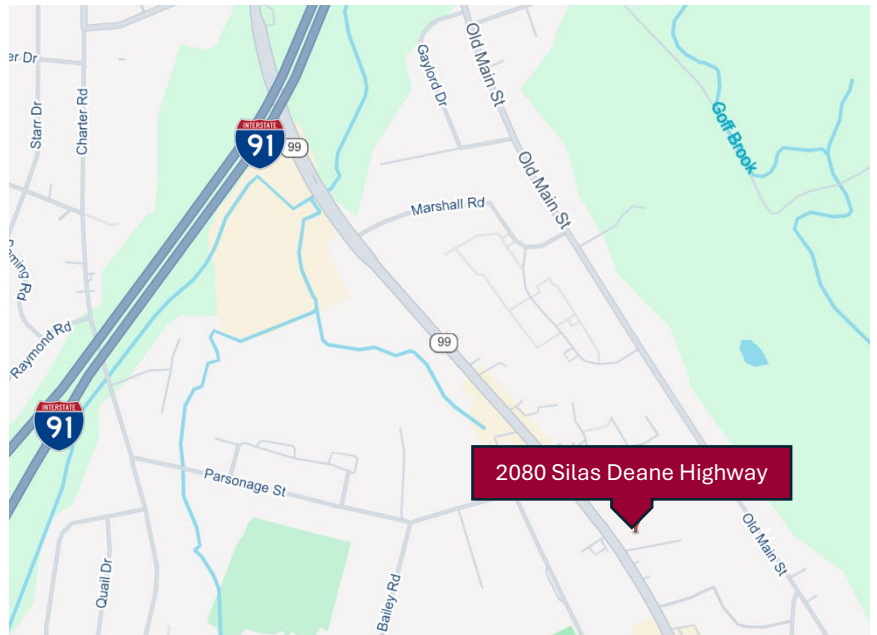 er Dr
Starr Dr
Charter Rd
Gaylord Dr
Old Main St
INTERSTATE
91
99
Goff Brook
Old Main St
Marshall Rd
oming Rd
Raymond Rd
99
INTERSTATE
91
2080 Silas Deane Highway
Parsonage St
Old Main St
Quail Dr
Bailey Rd